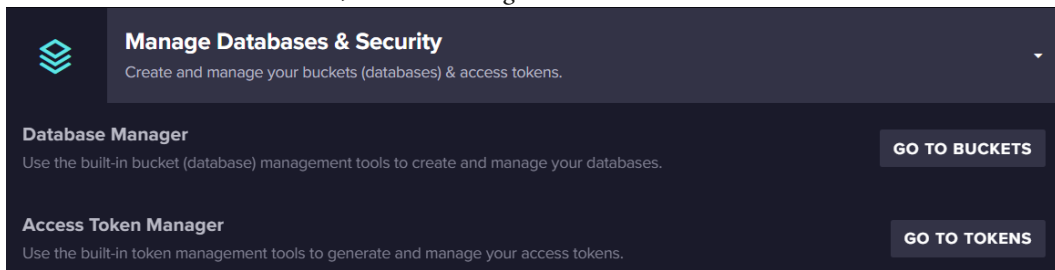 Manage Databases & Security
Create and manage your buckets (databases) & access tokens.
Database Manager
Use the built-in bucket (database) management tools to create and manage your databases.
GO TO BUCKETS
Access Token Manager
Use the built-in token management tools to generate and manage your access tokens.
GO TO TOKENS